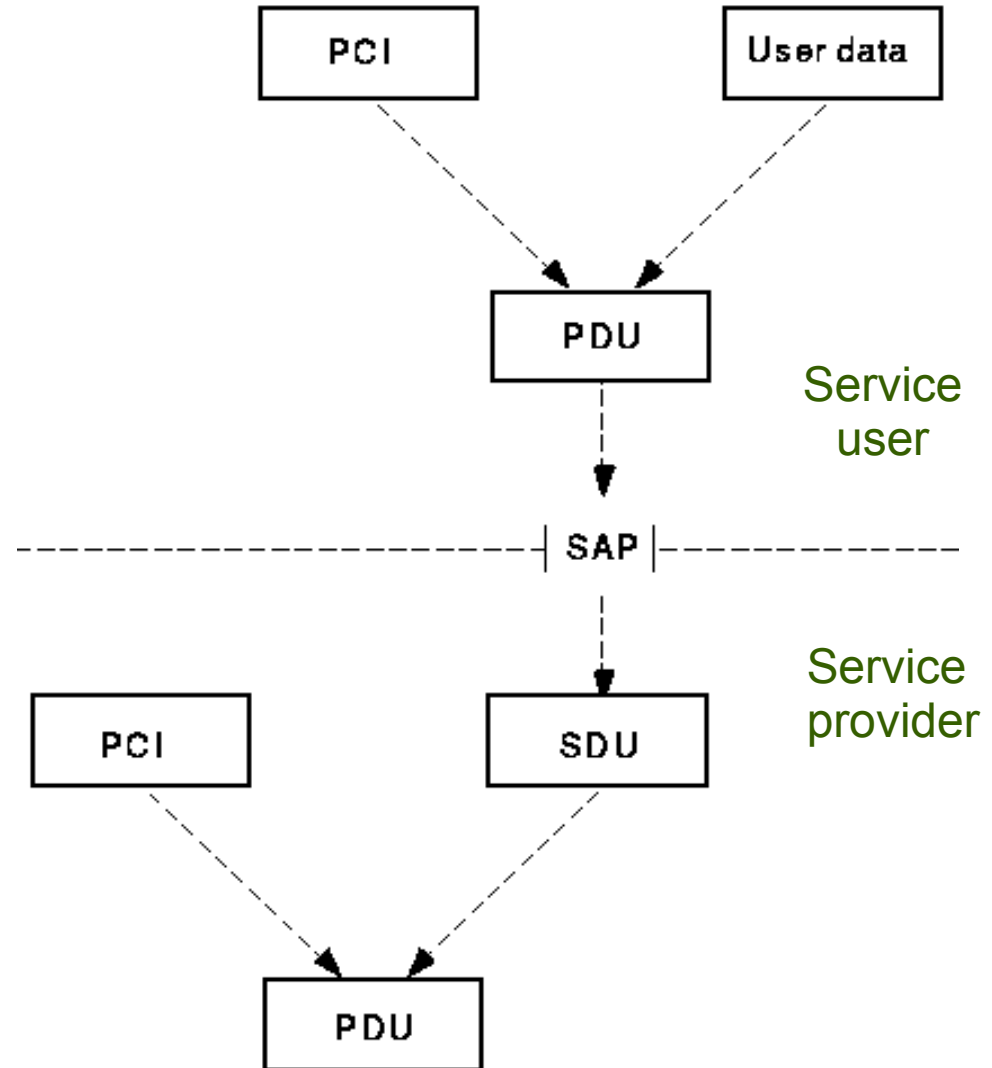 PCI
User data
PDU
Service
user
SAP
Service
provider
PCI
SDU
PDU